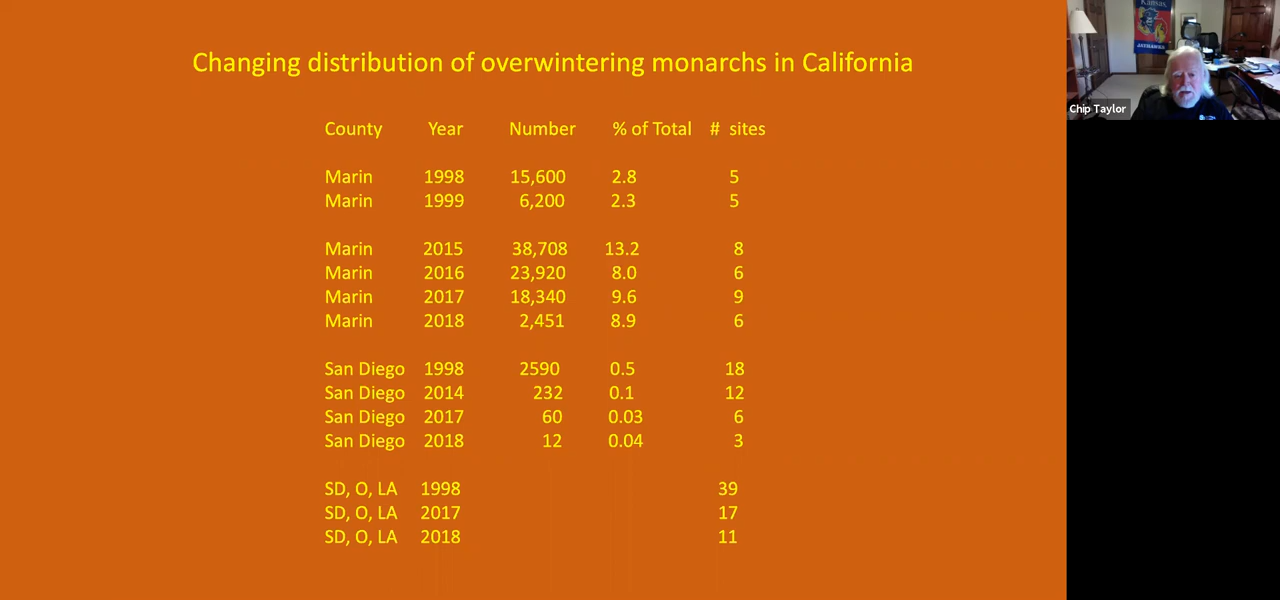 Changing distribution of overwintering monarchs in California
County Year Number % of Total # sites
Marin 1998 15,600 2.8 5
Marin 1999 6,200 2.3 5
Marin 2015 38,708 13.2 8
Marin 2016 23,920 8.0 6
Marin 2017 18,340 9.6 9
Marin 2018 2,451 8.9 6
San Diego 1998 2590 0.5 18
San Diego 2014 232 0.1 12
San Diego 2017 60 0.03 6
San Diego 2018 12 0.04 3
SD, O, LA 1998 39
SD, O, LA 2017 17
SD, O, LA 2018 11
Kansas
JAYHAWKS
Chip Taylor